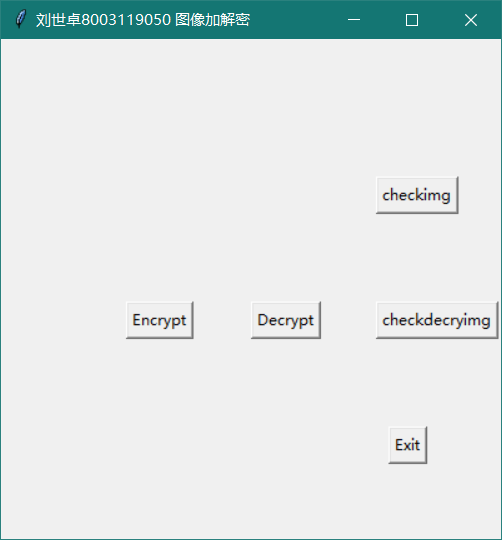 刘世卓8003119050 图像加解密
checkimg
Encrypt
Decrypt
checkdecryimg
Exit